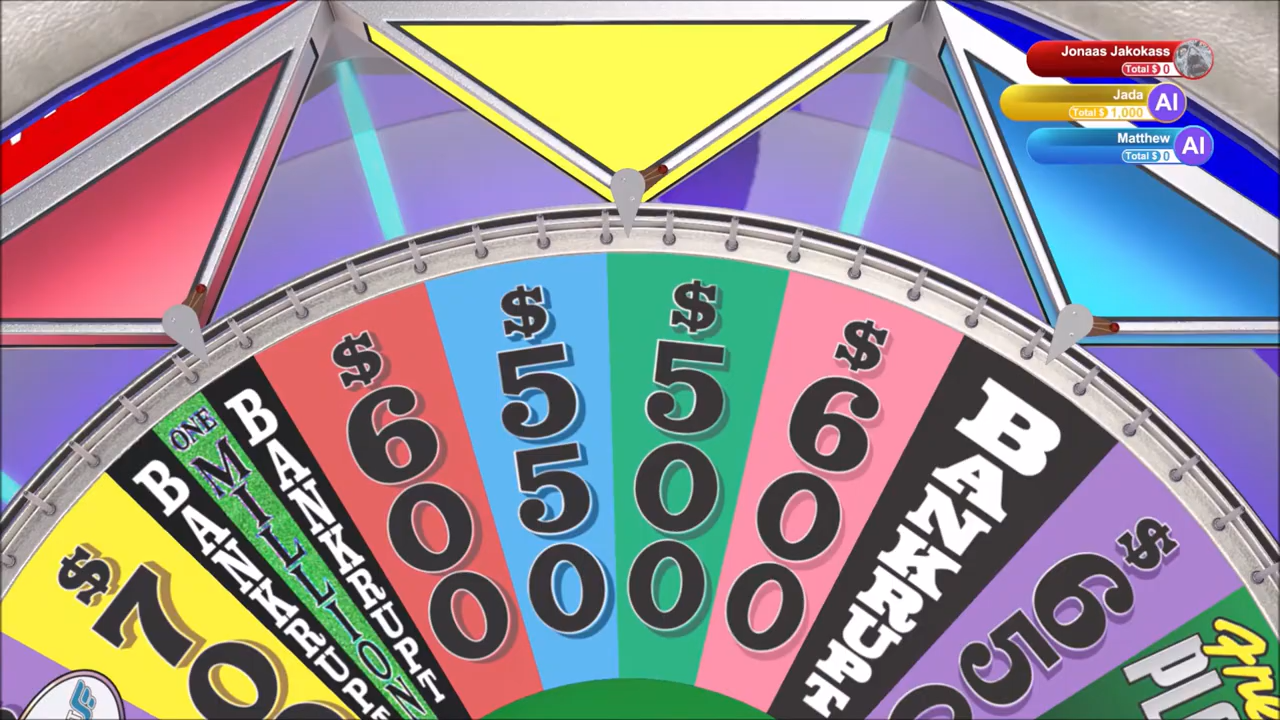 Jonaas Jakokass
Total $ 0
Jada
AI
Total $ 1,000
Matthew
AI
Total $ 0
$700
BANKRUPT
ONE MILLION
BANKRUPT
$600
$550
$500
$600
BANKRUPT
$650